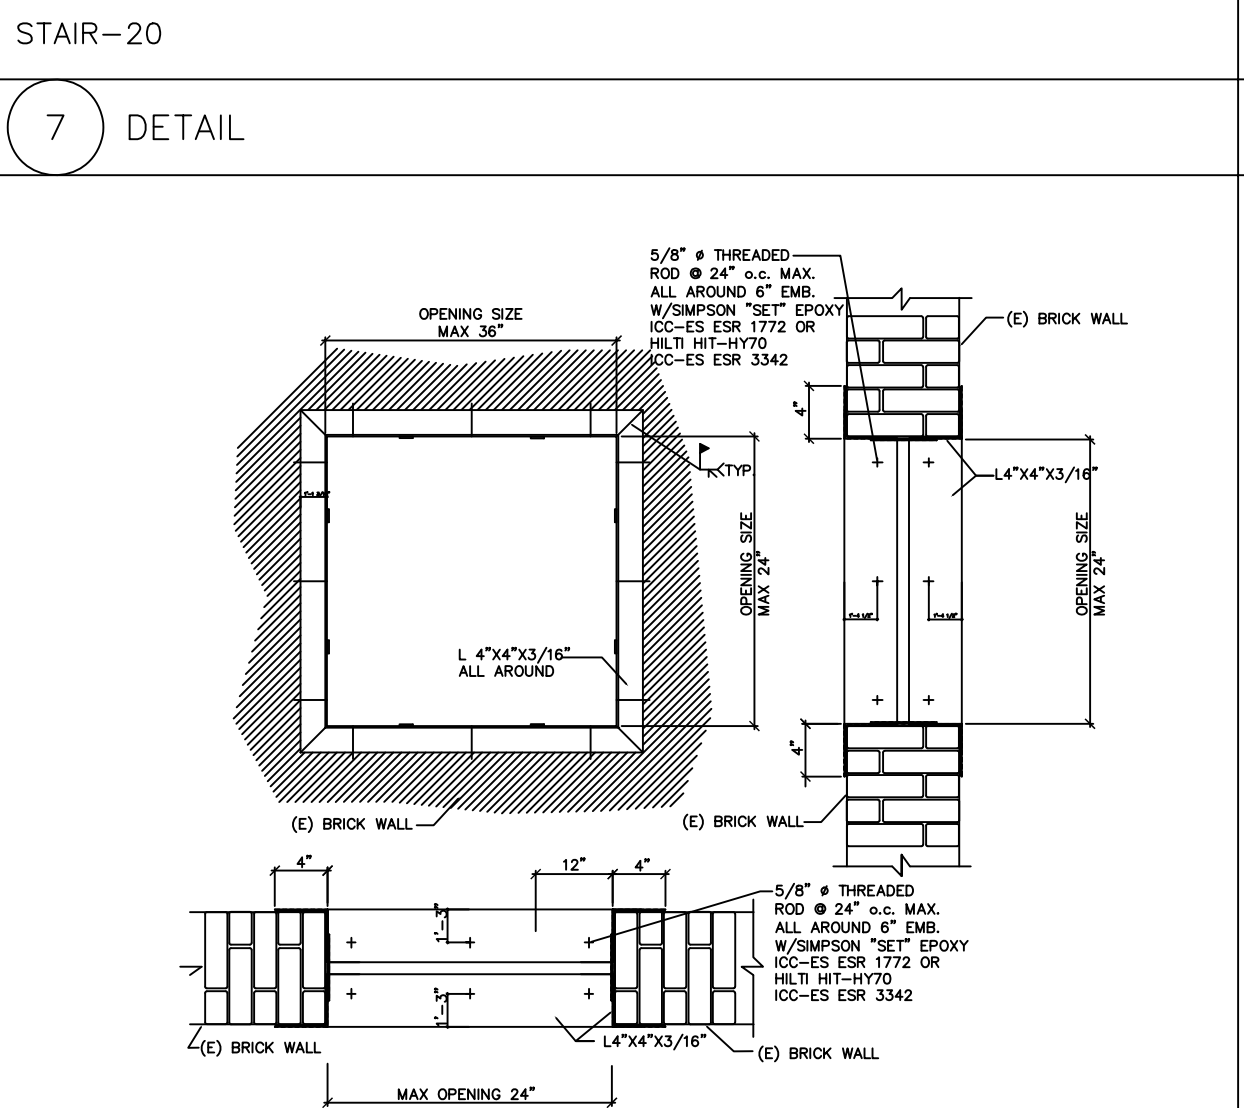 STAIR-20
7 DETAIL
5/8" ø THREADED
ROD @ 24" o.c. MAX.
ALL AROUND 6" EMB.
W/SIMPSON "SET" EPOXY
ICC-ES ESR 1772 OR
HILTI HIT-HY70
ICC-ES ESR 3342
OPENING SIZE
MAX 36"
(E) BRICK WALL
4"
TYP.
L4"X4"X3/16"
OPENING SIZE
MAX 24"
OPENING SIZE
MAX 24"
L 4"X4"X3/16"
ALL AROUND
4"
(E) BRICK WALL
(E) BRICK WALL
4"
12"
4"
5/8" ø THREADED
ROD @ 24" o.c. MAX.
ALL AROUND 6" EMB.
W/SIMPSON "SET" EPOXY
ICC-ES ESR 1772 OR
HILTI HIT-HY70
ICC-ES ESR 3342
1'-3"
1'-3"
L4"X4"X3/16"
(E) BRICK WALL
(E) BRICK WALL
MAX OPENING 24"